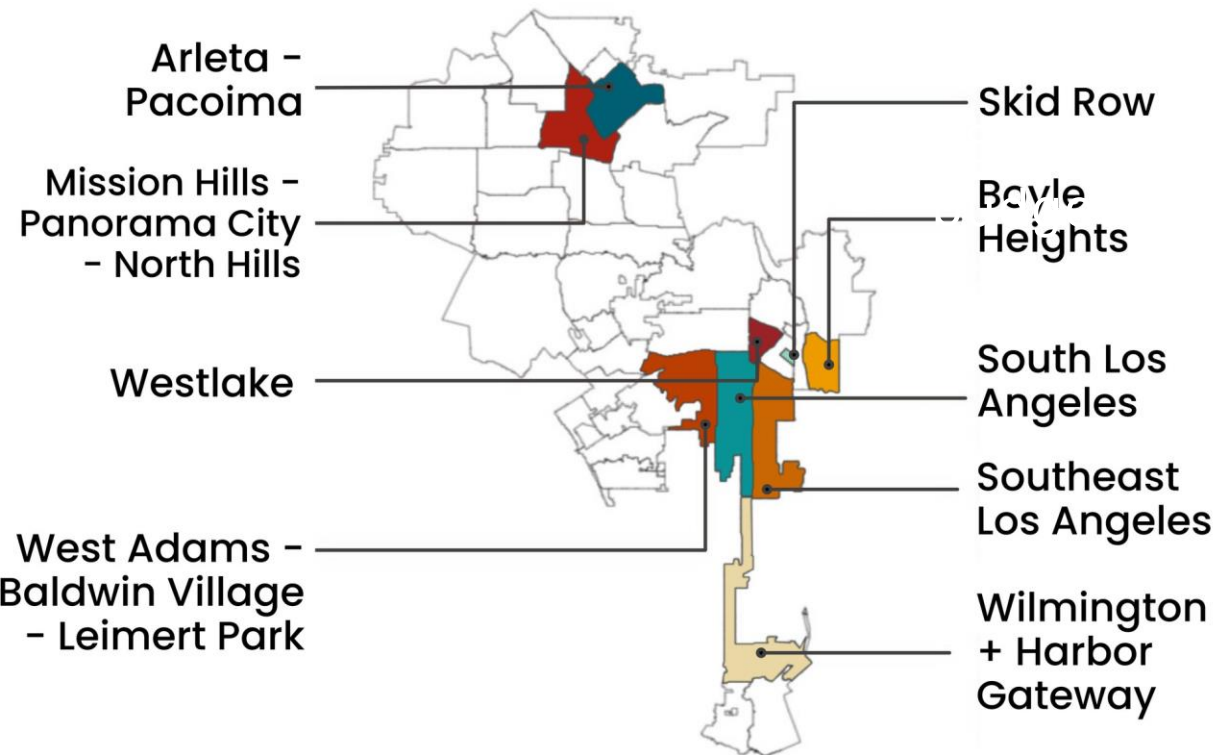 Arleta -
Pacoima
Mission Hills -
Panorama City
- North Hills
Westlake
West Adams -
Baldwin Village
- Leimert Park
Skid Row
Boyle
Heights
South Los
Angeles
Southeast
Los Angeles
Wilmington
+ Harbor
Gateway